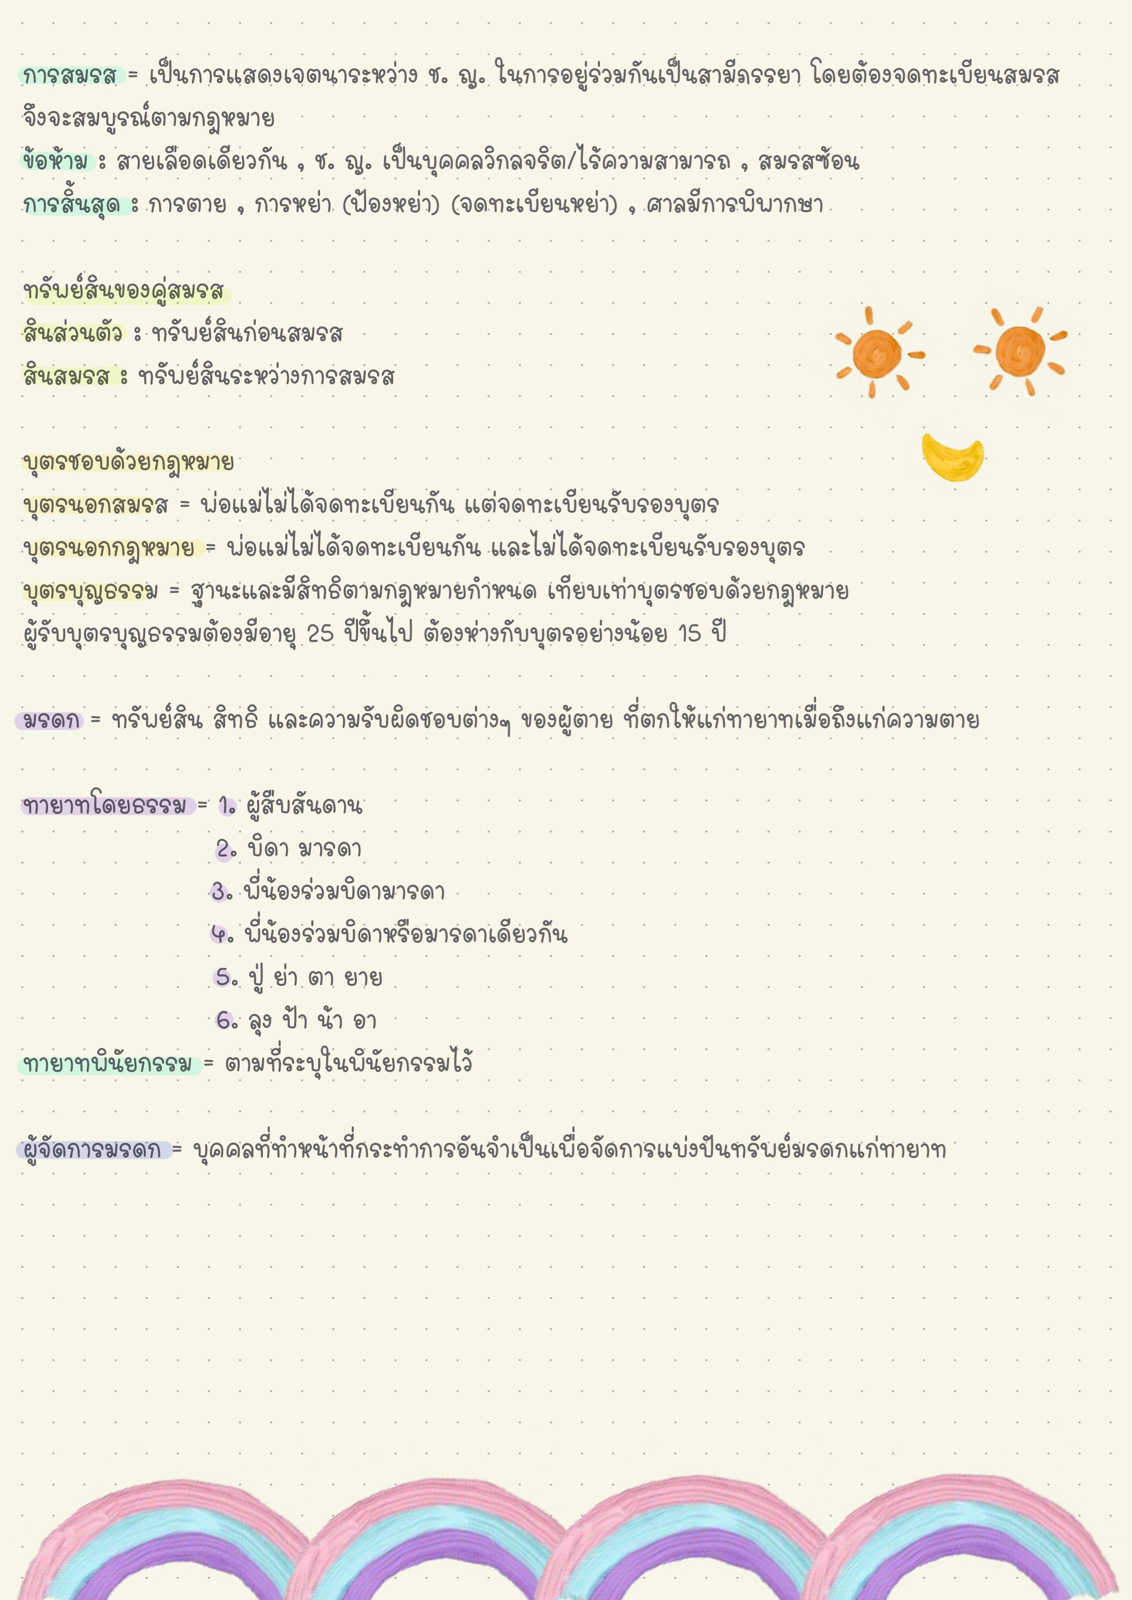 การสมรส = เป็นการแสดงเจตนาระหว่าง ช. ญ. ในการอยู่ร่วมกันเป็นสามีภรรยา โดยต้องจดทะเบียนสมรส
จึงจะสมบูรณ์ตามกฎหมาย
ข้อห้าม : สายเลือดเดียวกัน , ช. ญ. เป็นบุคคลวิกลจริต/ไร้ความสามารถ , สมรสซ้อน
การสิ้นสุด : การตาย , การหย่า (ฟ้องหย่า) (จดทะเบียนหย่า) , ศาลมีการพิพากษา
ทรัพย์สินของคู่สมรส
สินส่วนตัว : ทรัพย์สินก่อนสมรส
สินสมรส : ทรัพย์สินระหว่างการสมรส
บุตรชอบด้วยกฎหมาย
บุตรนอกสมรส = พ่อแม่ไม่ได้จดทะเบียนกัน แต่จดทะเบียนรับรองบุตร
บุตรนอกกฎหมาย = พ่อแม่ไม่ได้จดทะเบียนกัน และไม่ได้จดทะเบียนรับรองบุตร
บุตรบุญธรรม = ฐานะและมีสิทธิตามกฎหมายกำหนด เทียบเท่าบุตรชอบด้วยกฎหมาย
ผู้รับบุตรบุญธรรมต้องมีอายุ 25 ปีขึ้นไป ต้องห่างกับบุตรอย่างน้อย 15 ปี
มรดก = ทรัพย์สิน สิทธิ และความรับผิดชอบต่างๆ ของผู้ตาย ที่ตกให้แก่ทายาทเมื่อถึงแก่ความตาย
ทายาทโดยธรรม = 1. ผู้สืบสันดาน
2. บิดา มารดา
3. พี่น้องร่วมบิดามารดา
4. พี่น้องร่วมบิดาหรือมารดาเดียวกัน
5. ปู่ ย่า ตา ยาย
6. ลุง ป้า น้า อา
ทายาทพินัยกรรม = ตามที่ระบุในพินัยกรรมไว้
ผู้จัดการมรดก = บุคคลที่ทำหน้าที่กระทำการอันจำเป็นเพื่อจัดการแบ่งปันทรัพย์มรดกแก่ทายาท